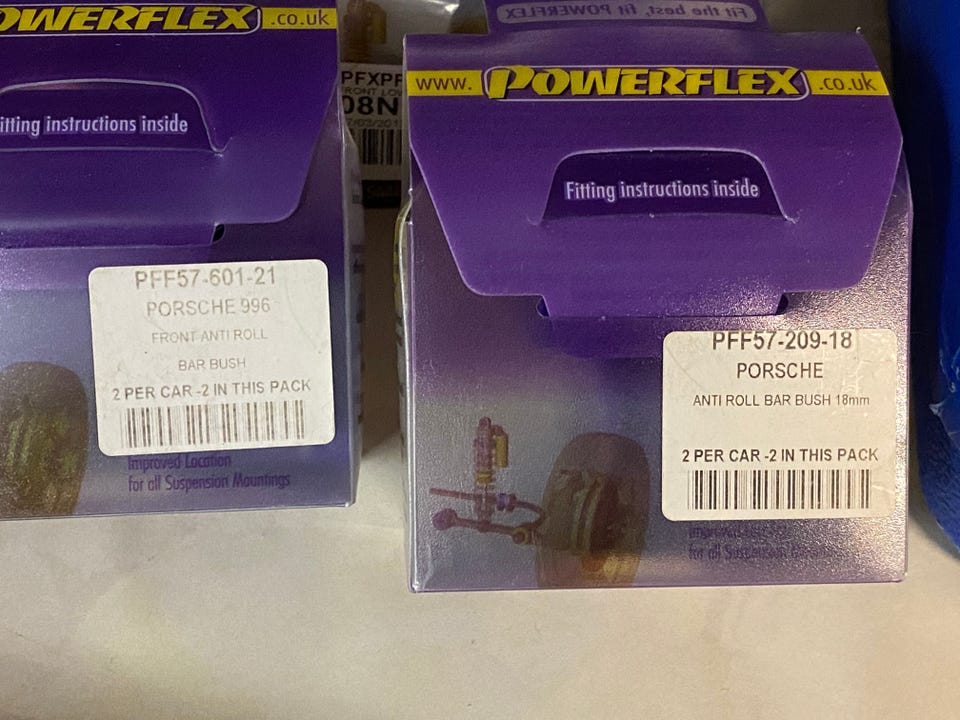 POWERFLEX .co.uk
Fitting instructions inside
PFF57-601-21
PORSCHE 996
FRONT ANTI ROLL
BAR BUSH
2 PER CAR -2 IN THIS PACK
Improved Location
for all Suspension Mountings
08N
Fit the best, fit POWERFLEX
www. POWERFLEX .co.uk
Fitting instructions inside
PFF57-209-18
PORSCHE
ANTI ROLL BAR BUSH 18mm
2 PER CAR -2 IN THIS PACK
for all Suspension